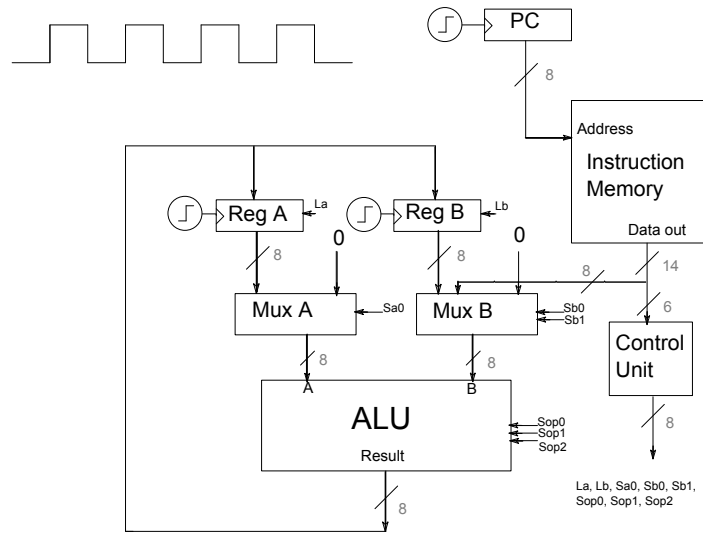 PC
8
Address
Instruction
Memory
Data out
14
Reg A
La
Reg B
Lb
8
0
8
0
8
6
Mux A
Sa0
Mux B
Sb0
Sb1
Control
Unit
8
8
8
A
B
ALU
Sop0
Sop1
Sop2
Result
8
La, Lb, Sa0, Sb0, Sb1,
Sop0, Sop1, Sop2